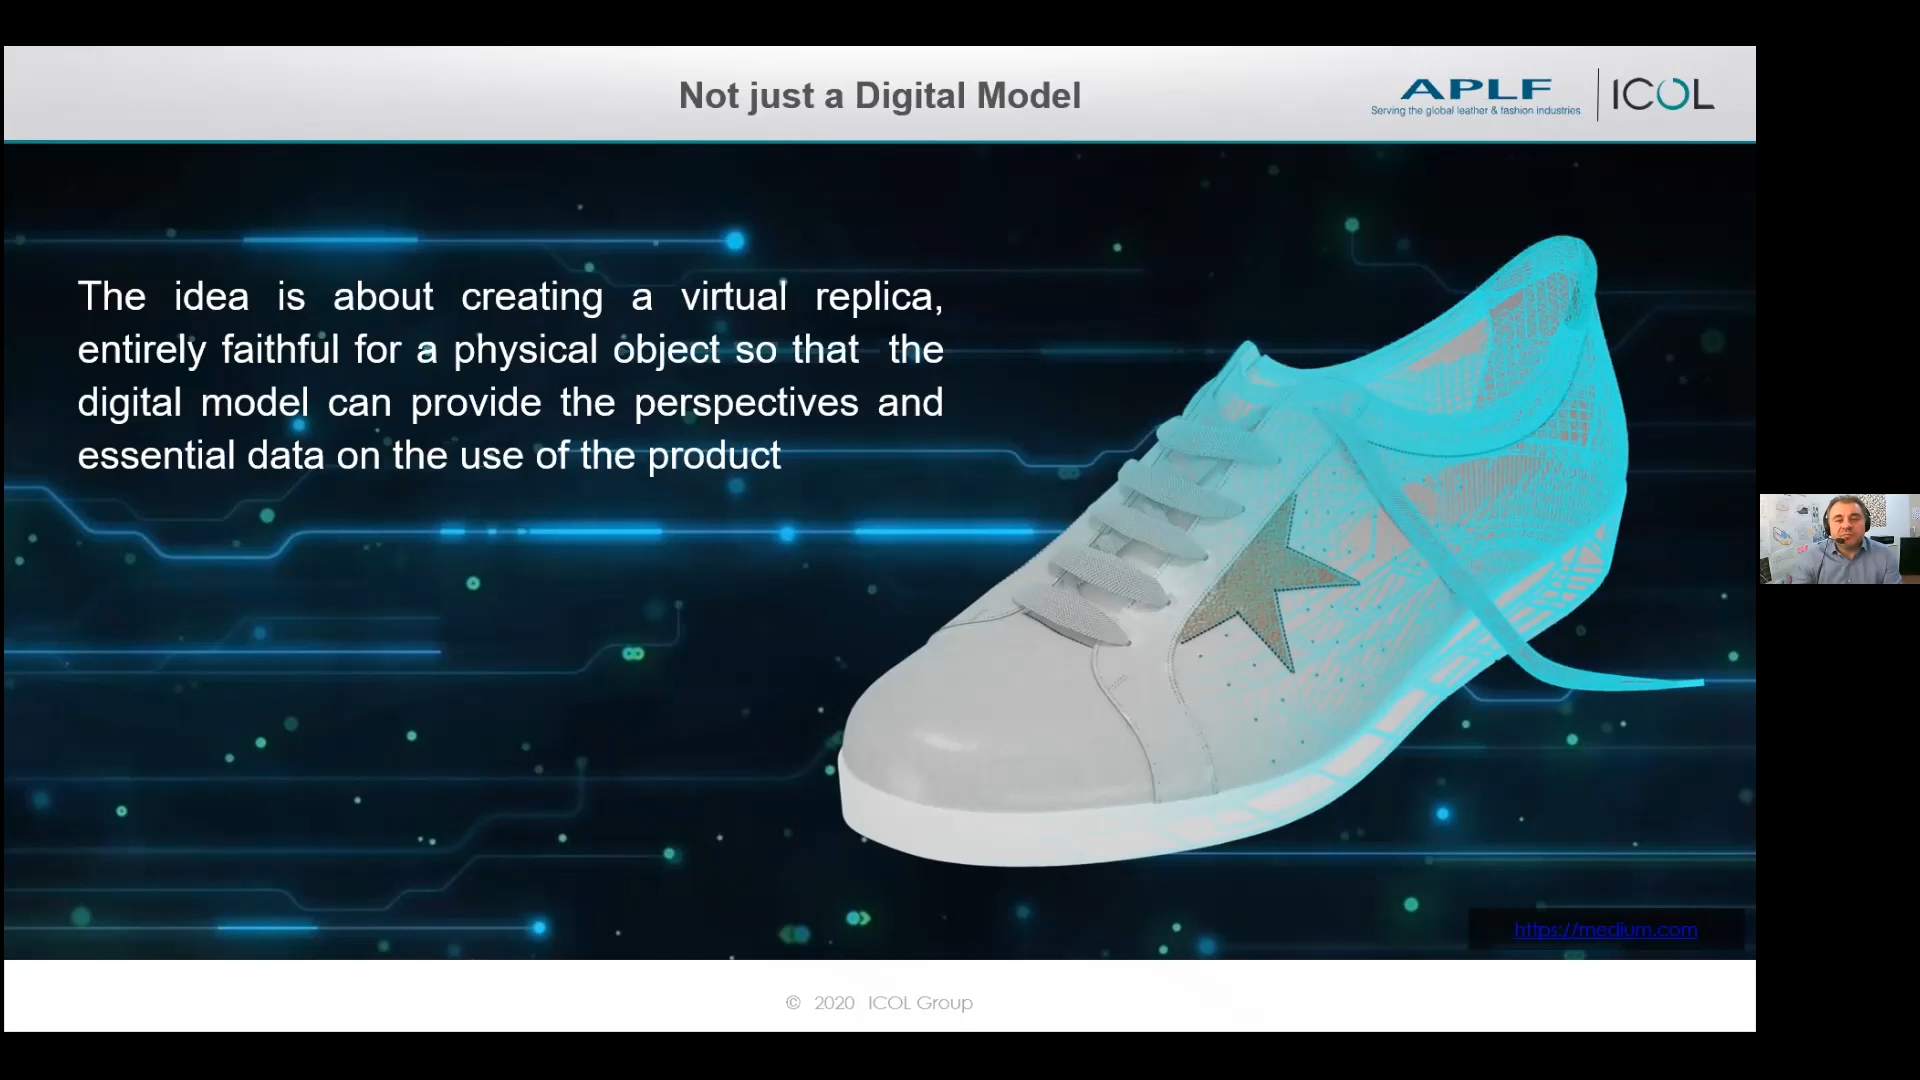 Not just a Digital Model
APLF
Serving the global leather & fashion industries
ICOL
The idea is about creating a virtual replica,
entirely faithful for a physical object so that the
digital model can provide the perspectives and
essential data on the use of the product
https://medium.com
© 2020 ICOL Group